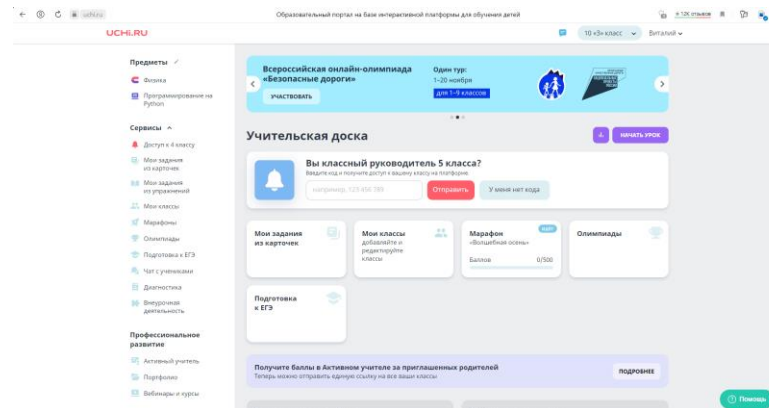 uchi.ru
Образовательный портал на базе интерактивной платформы для обучения детей
UCHi.RU
10 «З» класс
Виталий
Предметы
Физика
Программирование на
Python
Сервисы
Доступ к 4 классу
Мои задания
из карточек
Мои задания
из упражнений
Мои классы
Марафоны
Олимпиады
Подготовка к ЕГЭ
Чат с учениками
Диагностика
Внеурочная
деятельность
Профессиональное
развитие
Активный учитель
Портфолио
Вебинары и курсы
Всероссийская онлайн-олимпиада
«Безопасные дороги»
УЧАСТВОВАТЬ
Один тур:
1–20 ноября
для 1–9 классов
Учительская доска
НАЧАТЬ УРОК
Вы классный руководитель 5 класса?
Введите код и получите доступ к вашему классу на платформе
например, 123 456 789
Отправить
У меня нет кода
Мои задания
из карточек
Мои классы
добавляйте и
редактируйте
классы
Марафон
«Волшебная осень»
Баллов 0/500
Олимпиады
Подготовка
к ЕГЭ
Получите баллы в Активном учителе за приглашенных родителей
Теперь можно отправить единую ссылку на все ваши классы
ПОДРОБНЕЕ
Помощь